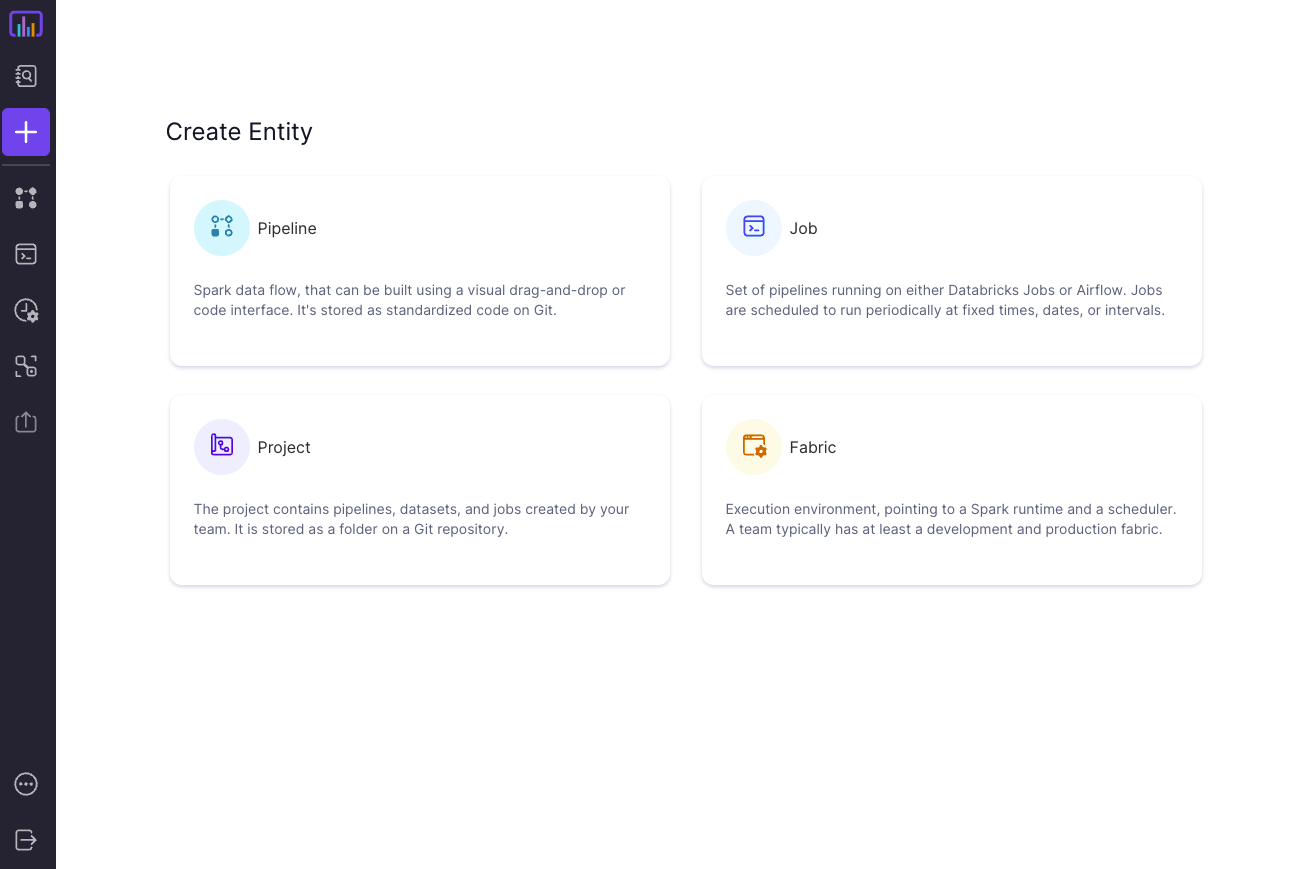 Create Entity
Pipeline
Spark data flow, that can be built using a visual drag-and-drop or
code interface. It's stored as standardized code on Git.
Job
Set of pipelines running on either Databricks Jobs or Airflow. Jobs
are scheduled to run periodically at fixed times, dates, or intervals.
Project
The project contains pipelines, datasets, and jobs created by your
team. It is stored as a folder on a Git repository.
Fabric
Execution environment, pointing to a Spark runtime and a scheduler.
A team typically has at least a development and production fabric.